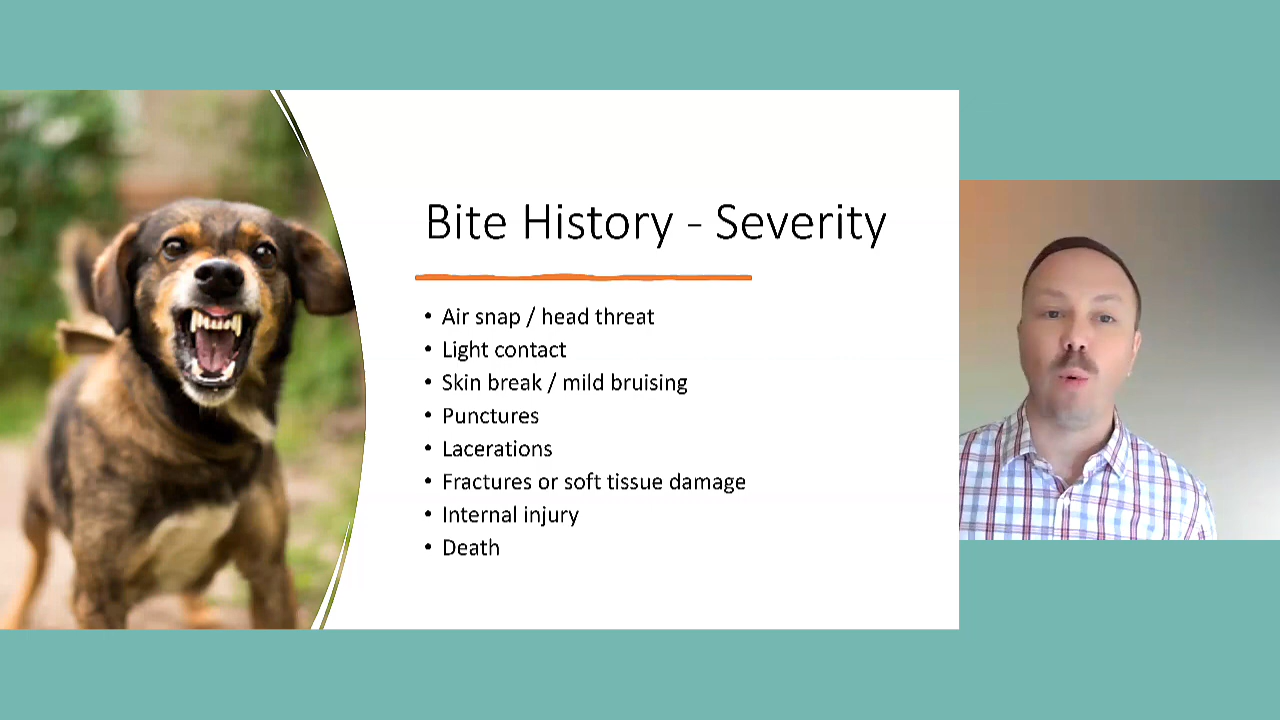 Bite History - Severity
• Air snap / head threat
• Light contact
• Skin break / mild bruising
• Punctures
• Lacerations
• Fractures or soft tissue damage
• Internal injury
• Death